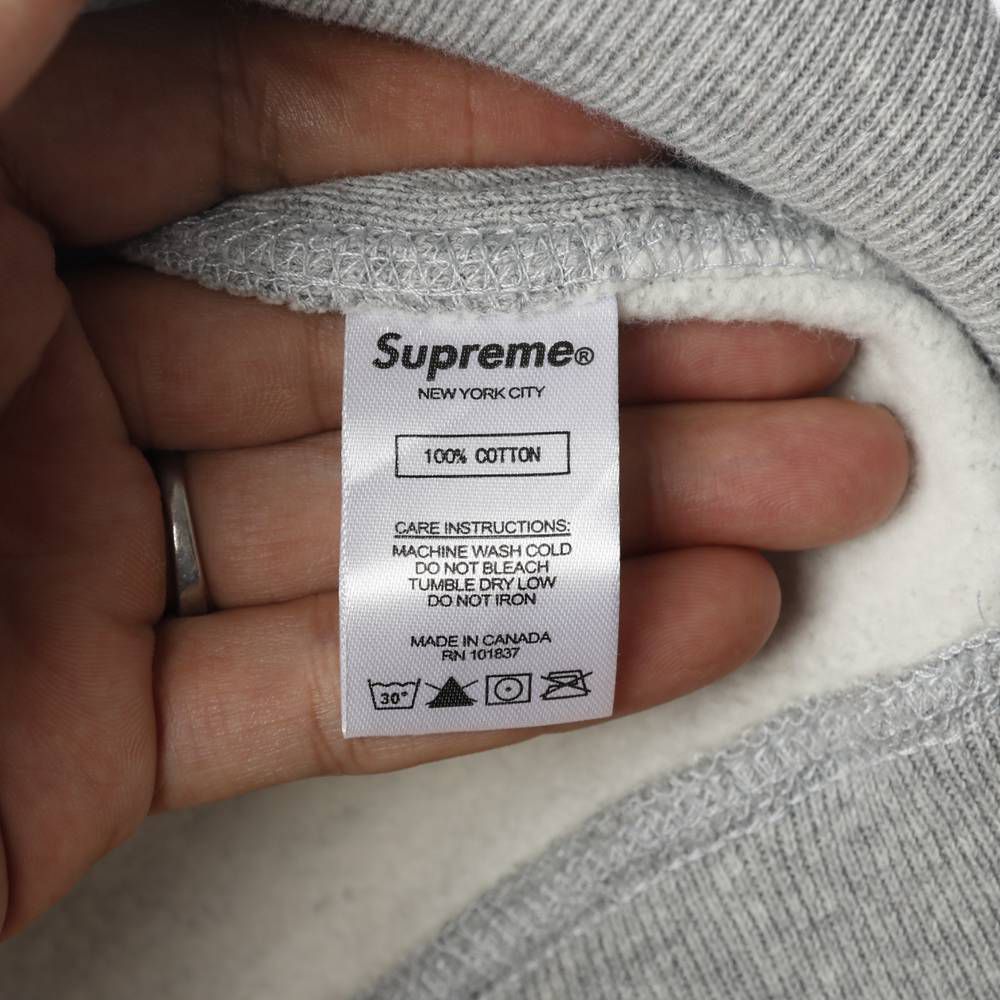 Supreme®
NEW YORK CITY
100% COTTON
CARE INSTRUCTIONS:
MACHINE WASH COLD
DO NOT BLEACH
TUMBLE DRY LOW
DO NOT IRON
MADE IN CANADA
RN 101837
30°